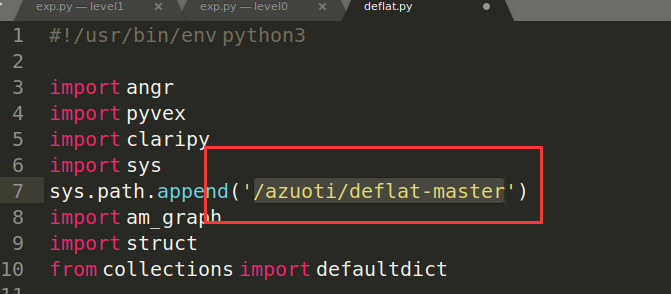 exp.py — level1 × exp.py — level0 × deflat.py
1 #!/usr/bin/env python3
2
3 import angr
4 import pyvex
5 import claripy
6 import sys
7 sys.path.append('/azuoti/deflat-master')
8 import am_graph
9 import struct
10 from collections import defaultdict
11